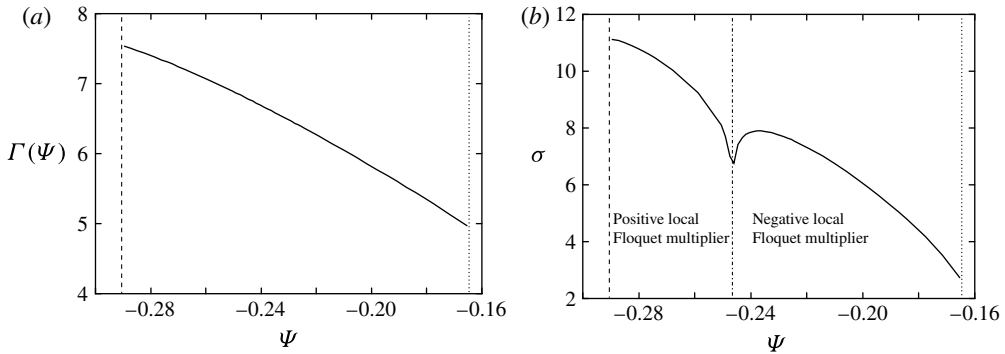 (a)
8
7
6
5
4
Γ(Ψ)
−0.28
−0.24
−0.20
−0.16
Ψ
(b)
12
10
8
6
4
2
σ
Positive local
Floquet multiplier
Negative local
Floquet multiplier
−0.28
−0.24
−0.20
−0.16
Ψ